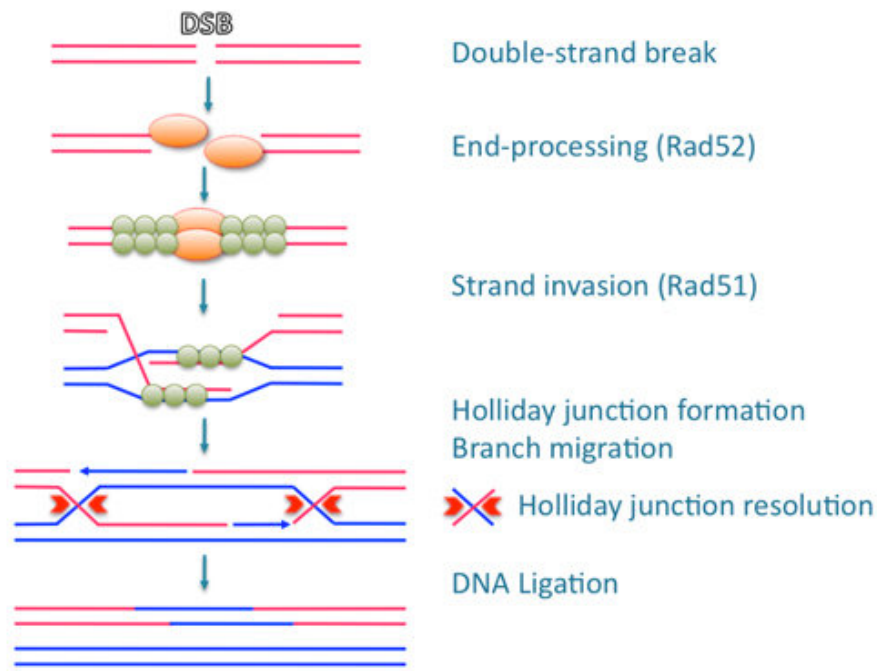 DSB
Double-strand break
End-processing (Rad52)
Strand invasion (Rad51)
Holliday junction formation
Branch migration
Holliday junction resolution
DNA Ligation